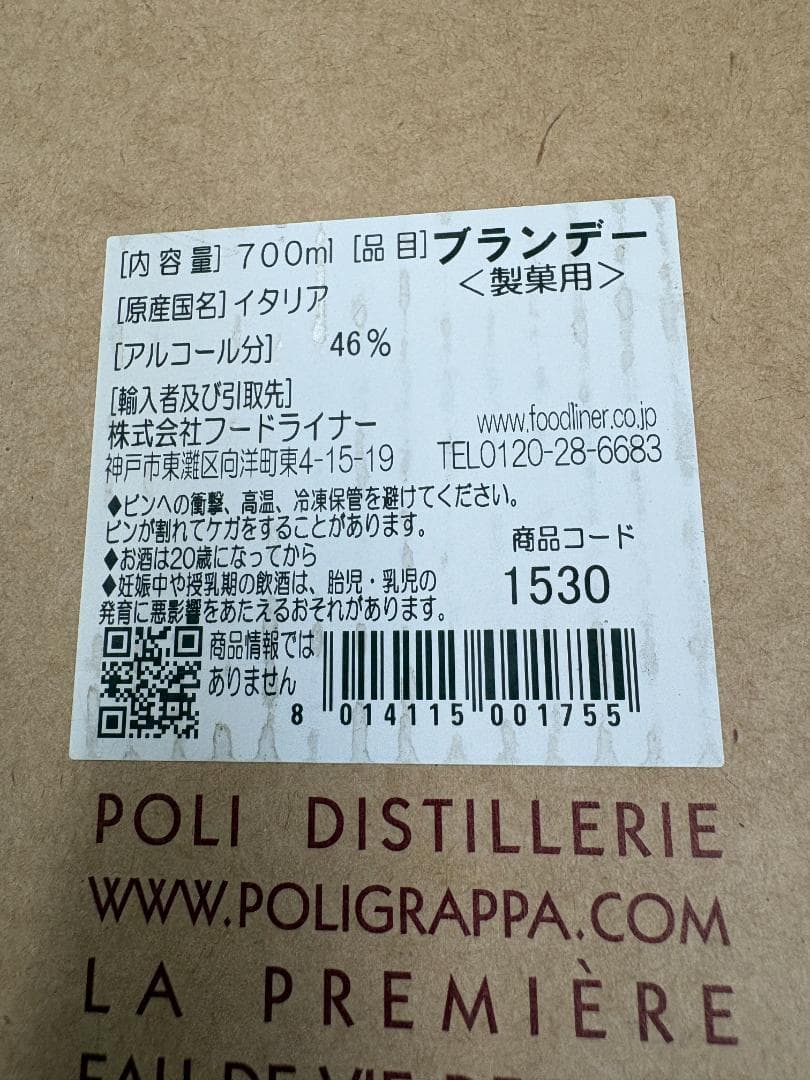 [内容量] 700ml [品目]ブランデー
<製菓用>
[原産国名]イタリア
[アルコール分] 46%
[輸入者及び引取先]
株式会社フードライナー www.foodliner.co.jp
神戸市東灘区向洋町東4-15-19 TEL0120-28-6683
♦ビンへの衝撃、高温、冷凍保管を避けてください。
ビンが割れてケガをすることがあります。
♦お酒は20歳になってから
♦妊娠中や授乳期の飲酒は、胎児・乳児の
発育に悪影響をあたえるおそれがあります。
商品コード
1530
商品情報では
ありません
8 014115 001755
POLI DISTILLERIE
WWW.POLIGRAPPA.COM
LA PREMIÈRE
EAU DE VIE DE